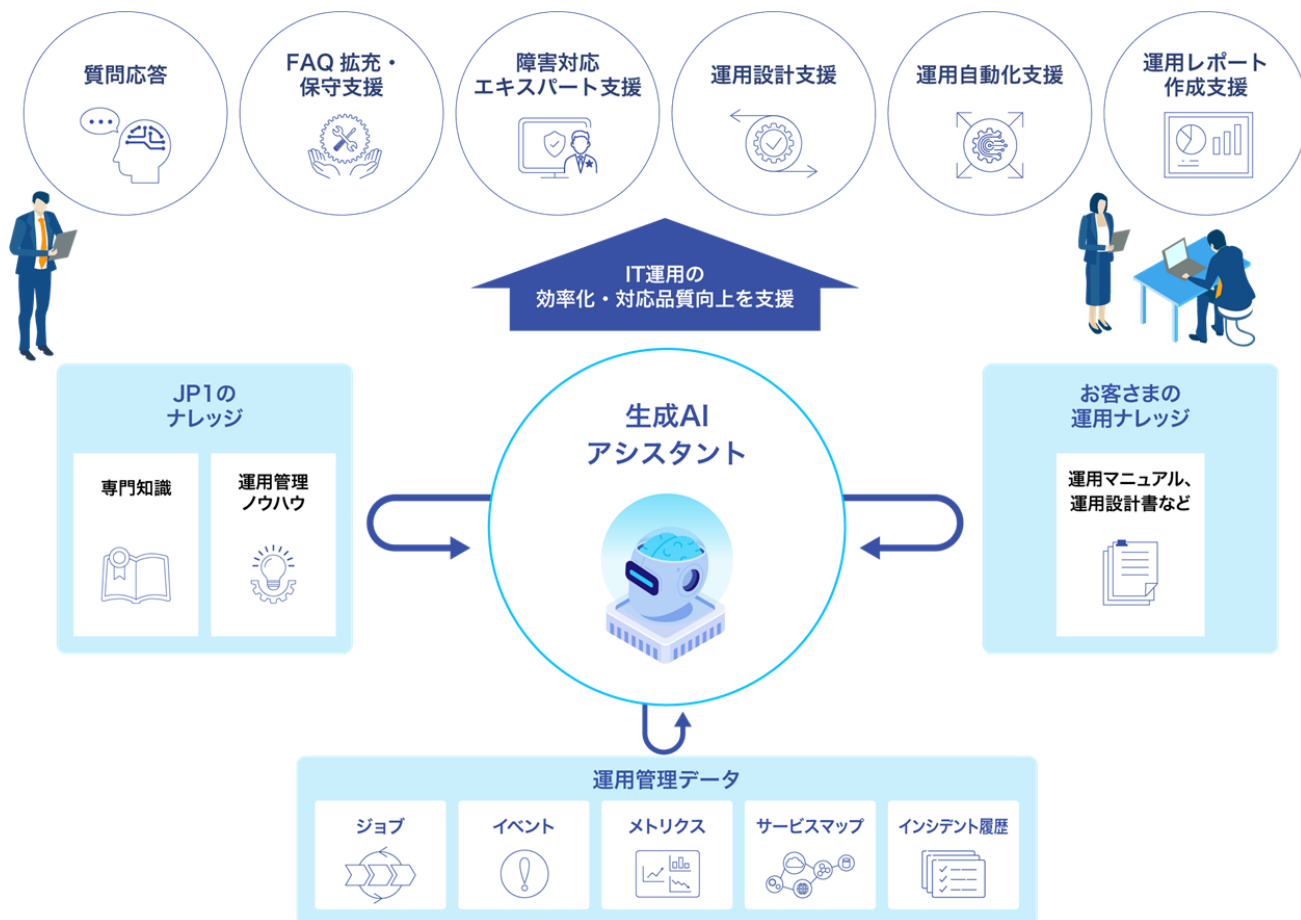 質問応答
FAQ 拡充・
保守支援
障害対応
エキスパート支援
運用設計支援
運用自動化支援
運用レポート
作成支援
IT運用の
効率化・対応品質向上を支援
JP1の
ナレッジ
専門知識
運用管理
ノウハウ
生成AI
アシスタント
お客さまの
運用ナレッジ
運用マニュアル、
運用設計書など
運用管理データ
ジョブ
イベント
メトリクス
サービスマップ
インシデント履歴